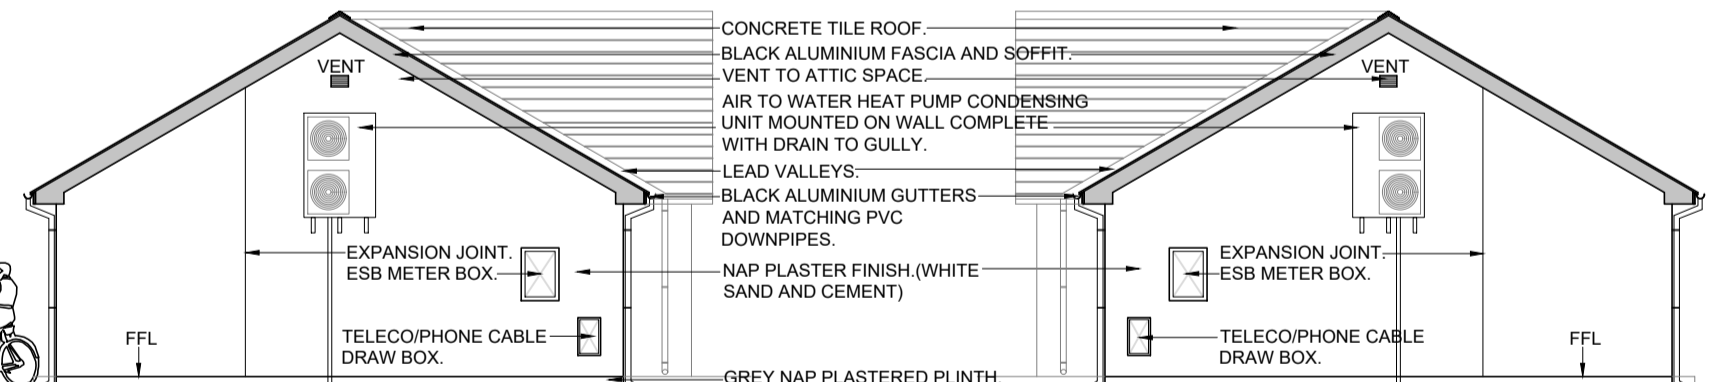 VENT
EXPANSION JOINT.
ESB METER BOX.
TELECO/PHONE CABLE
DRAW BOX.
FFL
CONCRETE TILE ROOF.
BLACK ALUMINIUM FASCIA AND SOFFIT.
VENT TO ATTIC SPACE.
AIR TO WATER HEAT PUMP CONDENSING
UNIT MOUNTED ON WALL COMPLETE
WITH DRAIN TO GULLY.
LEAD VALLEYS.
BLACK ALUMINIUM GUTTERS
AND MATCHING PVC
DOWNPIPES.
NAP PLASTER FINISH.(WHITE
SAND AND CEMENT)
GREY NAP PLASTERED PLINTH.
VENT
EXPANSION JOINT.
ESB METER BOX.
TELECO/PHONE CABLE
DRAW BOX.
FFL